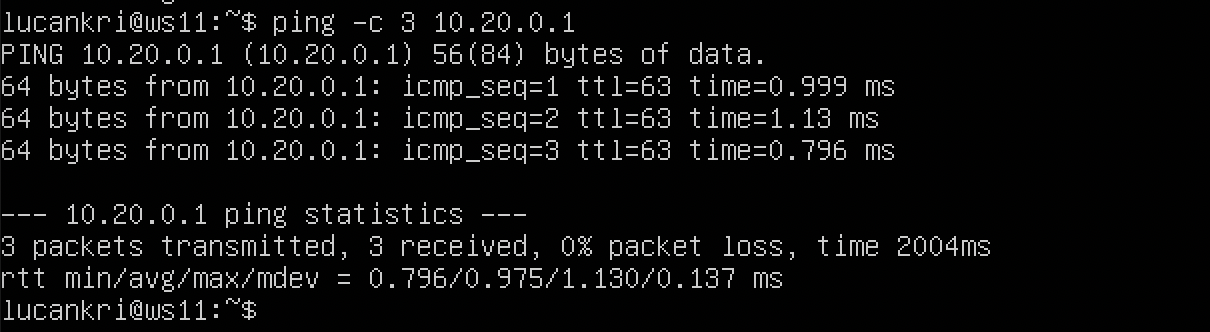 lucankri@ws11:~$ ping -c 3 10.20.0.1
PING 10.20.0.1 (10.20.0.1) 56(84) bytes of data.
64 bytes from 10.20.0.1: icmp_seq=1 ttl=63 time=0.999 ms
64 bytes from 10.20.0.1: icmp_seq=2 ttl=63 time=1.13 ms
64 bytes from 10.20.0.1: icmp_seq=3 ttl=63 time=0.796 ms

--- 10.20.0.1 ping statistics ---
3 packets transmitted, 3 received, 0% packet loss, time 2004ms
rtt min/avg/max/mdev = 0.796/0.975/1.130/0.137 ms
lucankri@ws11:~$